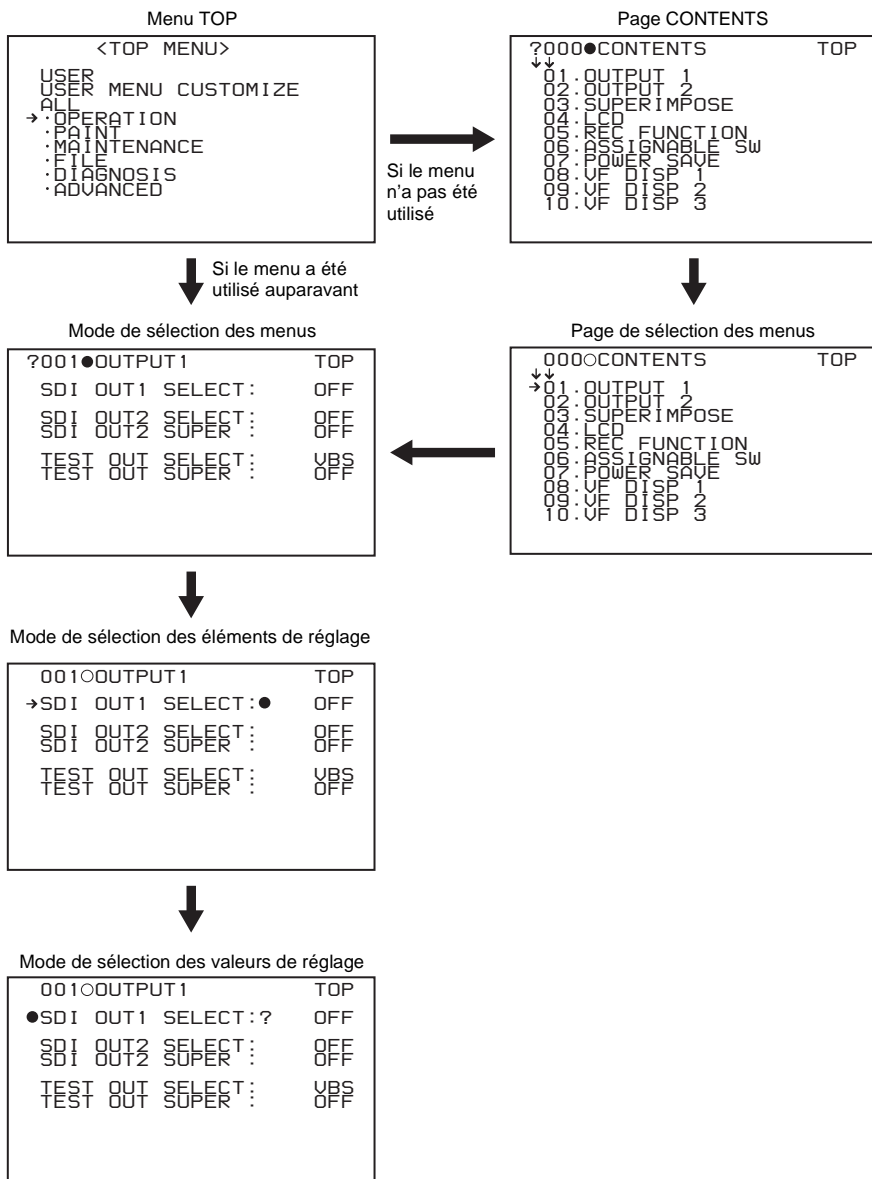 Menu TOP
<TOP MENU>
USER
USER MENU CUSTOMIZE
ALL
→·OPERATION
·PAINT
·MAINTENANCE
·FILE
·DIAGNOSIS
·ADVANCED
Si le menu
n'a pas été
utilisé
Page CONTENTS
?000●CONTENTS TOP
↓↓
01.OUTPUT 1
02.OUTPUT 2
03.SUPERIMPOSE
04.LCD
05.REC FUNCTION
06.ASSIGNABLE SW
07.POWER SAVE
08.VF DISP 1
09.VF DISP 2
10.VF DISP 3
Si le menu a été
utilisé auparavant
Mode de sélection des menus
?001●OUTPUT1 TOP
SDI OUT1 SELECT: OFF
SDI OUT2 SELECT: OFF
SDI OUT2 SUPER : OFF
TEST OUT SELECT: VBS
TEST OUT SUPER : OFF
Page de sélection des menus
000○CONTENTS TOP
↓↓
→01.OUTPUT 1
02.OUTPUT 2
03.SUPERIMPOSE
04.LCD
05.REC FUNCTION
06.ASSIGNABLE SW
07.POWER SAVE
08.VF DISP 1
09.VF DISP 2
10.VF DISP 3
Mode de sélection des éléments de réglage
001○OUTPUT1 TOP
→SDI OUT1 SELECT:● OFF
SDI OUT2 SELECT: OFF
SDI OUT2 SUPER : OFF
TEST OUT SELECT: VBS
TEST OUT SUPER : OFF
Mode de sélection des valeurs de réglage
001○OUTPUT1 TOP
●SDI OUT1 SELECT:? OFF
SDI OUT2 SELECT: OFF
SDI OUT2 SUPER : OFF
TEST OUT SELECT: VBS
TEST OUT SUPER : OFF